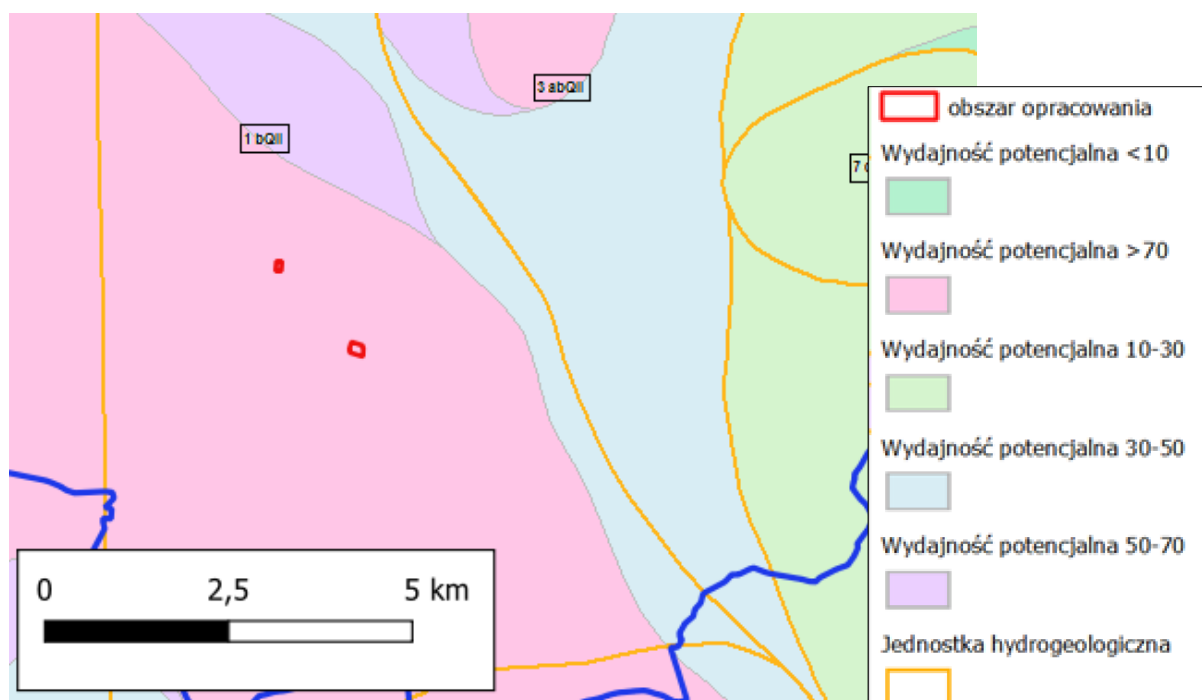 3 abQII
1 bQII
7
0 2,5 5 km
obszar opracowania
Wydajność potencjalna <10
Wydajność potencjalna >70
Wydajność potencjalna 10-30
Wydajność potencjalna 30-50
Wydajność potencjalna 50-70
Jednostka hydrogeologiczna